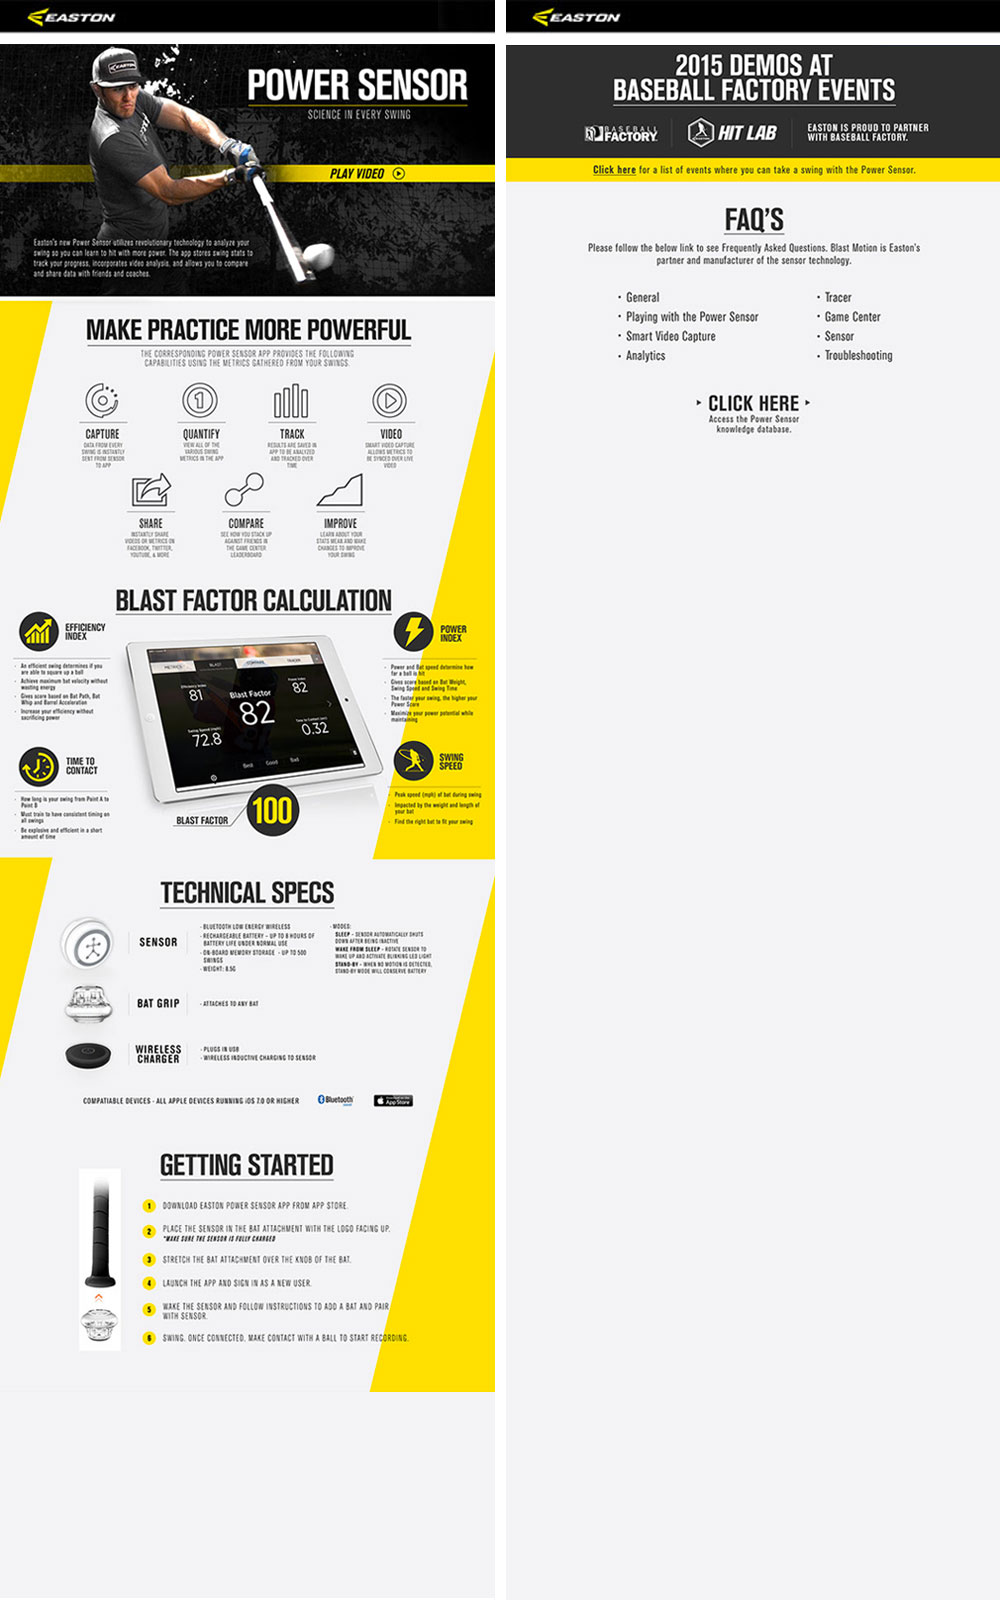 EASTON
POWER SENSOR
SCIENCE IN EVERY SWING
PLAY VIDEO
Easton's new Power Sensor utilizes revolutionary technology to analyze your
swing so you can learn to hit with more power. The app stores swing stats to
track your progress, incorporates video analysis, and allows you to compare
and share data with friends and coaches.
MAKE PRACTICE MORE POWERFUL
THE CORRESPONDING POWER SENSOR APP PROVIDES THE FOLLOWING
CAPABILITIES USING THE METRICS GATHERED FROM YOUR SWINGS.
CAPTURE
DATA FROM EVERY
SWING IS INSTANTLY
SENT FROM SENSOR
TO APP
1
QUANTIFY
VIEW ALL OF THE
VARIOUS SWING
METRICS IN THE APP
TRACK
RESULTS ARE SAVED IN
APP TO BE ANALYZED
AND TRACKED OVER
TIME
VIDEO
SMART VIDEO CAPTURE
ALLOWS METRICS TO
BE SYNCED OVER LIVE
VIDEO
SHARE
INSTANTLY SHARE
VIDEOS OR METRICS ON
FACEBOOK, TWITTER,
YOUTUBE, & MORE
COMPARE
SEE HOW YOU STACK UP
AGAINST FRIENDS IN
THE GAME CENTER
LEADERBOARD
IMPROVE
LEARN ABOUT YOUR
STATS MEAN AND MAKE
CHANGES TO IMPROVE
YOUR SWING
BLAST FACTOR CALCULATION
EFFICIENCY
INDEX
- An efficient swing determines if you
are able to square up a ball
- Achieve maximum bat velocity without
wasting energy
- Gives score based on Bat Path, Bat
Whip and Barrel Acceleration
- Increase your efficiency without
sacrificing power
TIME TO
CONTACT
- How long is your swing from Point A to
Point B
- Must train to have consistent timing on
all swings
- Be explosive and efficient in a short
amount of time
METRICS
BLAST
COMPARE
TRACER
Efficiency Index
81
Blast Factor
82
Power Index
82
Swing Speed (mph)
72.8
Time to Contact (sec)
0.32
Best
Good
Bad
BLAST FACTOR
100
POWER
INDEX
- Power and Bat speed determine how
far a ball is hit
- Gives score based on Bat Weight,
Swing Speed and Swing Time
- The faster your swing, the higher your
Power Score
- Maximize your power potential while
maintaining
SWING
SPEED
- Peak speed (mph) of bat during swing
- Impacted by the weight and length of
your bat
- Find the right bat to fit your swing
TECHNICAL SPECS
SENSOR
- BLUETOOTH LOW ENERGY WIRELESS
- RECHARGEABLE BATTERY - UP TO 8 HOURS OF
BATTERY LIFE UNDER NORMAL USE
- ON-BOARD MEMORY STORAGE - UP TO 500
SWINGS
- WEIGHT: 8.5G
- MODES:
SLEEP - SENSOR AUTOMATICALLY SHUTS
DOWN AFTER BEING INACTIVE
WAKE FROM SLEEP - ROTATE SENSOR TO
WAKE UP AND ACTIVATE BLINKING LED LIGHT
STAND-BY - WHEN NO MOTION IS DETECTED,
STAND-BY MODE WILL CONSERVE BATTERY
BAT GRIP
- ATTACHES TO ANY BAT
WIRELESS
CHARGER
- PLUGS IN USB
- WIRELESS INDUCTIVE CHARGING TO SENSOR
COMPATIABLE DEVICES - ALL APPLE DEVICES RUNNING iOS 7.0 OR HIGHER
Bluetooth
App Store
GETTING STARTED
1 DOWNLOAD EASTON POWER SENSOR APP FROM APP STORE.
2 PLACE THE SENSOR IN THE BAT ATTACHMENT WITH THE LOGO FACING UP.
*MAKE SURE THE SENSOR IS FULLY CHARGED
3 STRETCH THE BAT ATTACHMENT OVER THE KNOB OF THE BAT.
4 LAUNCH THE APP AND SIGN IN AS A NEW USER.
5 WAKE THE SENSOR AND FOLLOW INSTRUCTIONS TO ADD A BAT AND PAIR
WITH SENSOR.
6 SWING. ONCE CONNECTED, MAKE CONTACT WITH A BALL TO START RECORDING.
EASTON
2015 DEMOS AT
BASEBALL FACTORY EVENTS
BASEBALL
FACTORY
HIT LAB
EASTON IS PROUD TO PARTNER
WITH BASEBALL FACTORY.
Click here for a list of events where you can take a swing with the Power Sensor.
FAQ'S
Please follow the below link to see Frequently Asked Questions. Blast Motion is Easton's
partner and manufacturer of the sensor technology.
• General
• Playing with the Power Sensor
• Smart Video Capture
• Analytics
• Tracer
• Game Center
• Sensor
• Troubleshooting
CLICK HERE
Access the Power Sensor
knowledge database.